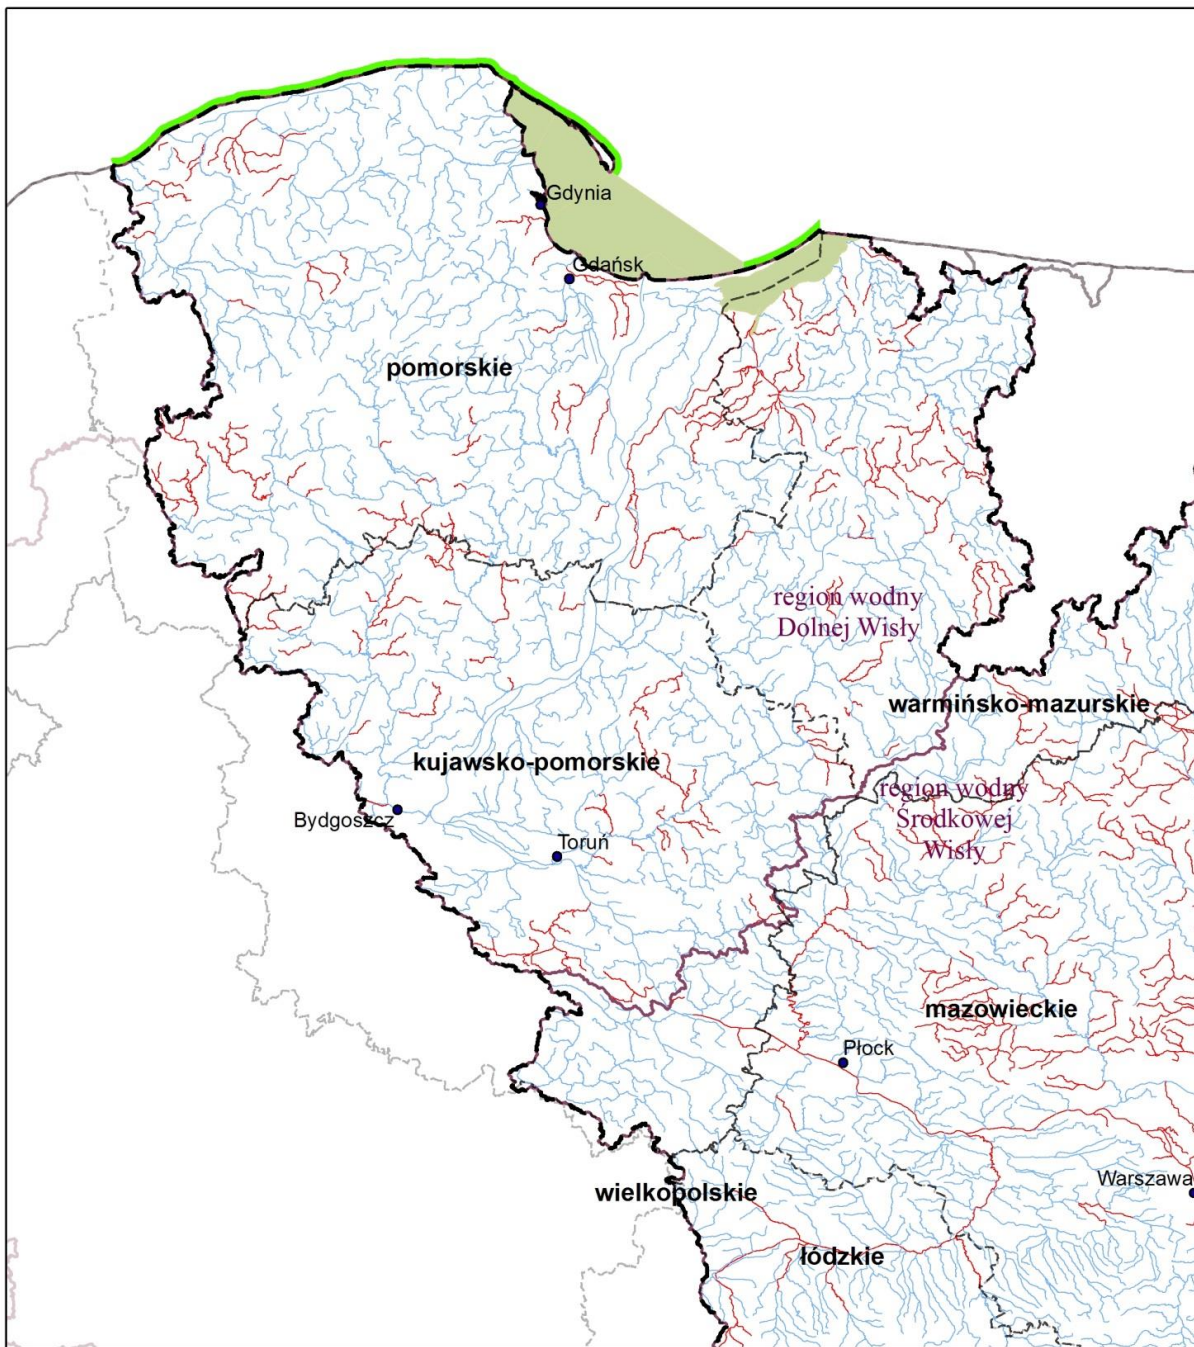 Gdynia
Gdańsk
pomorskie
region wodny
Dolnej Wisły
warmińsko-mazurskie
kujawsko-pomorskie
region wodny
Środkowej
Wisły
Bydgoszcz
Toruń
mazowieckie
Płock
Warszawa
wielkopolskie
łódzkie